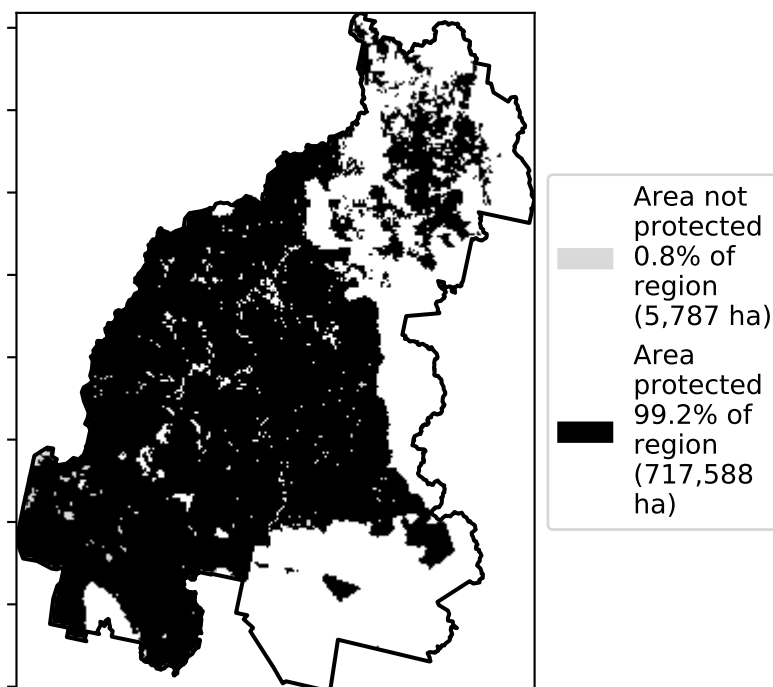 Area not
protected
0.8% of
region
(5,787 ha)
Area
protected
99.2% of
region
(717,588
ha)